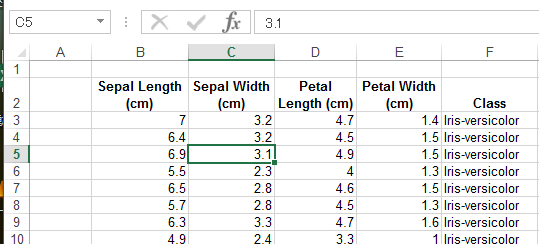 C5 fx 3.1
A B C D E F
1
Sepal Length Sepal Width Petal Petal Width
2 (cm) (cm) Length (cm) (cm) Class
3 7 3.2 4.7 1.4 Iris-versicolor
4 6.4 3.2 4.5 1.5 Iris-versicolor
5 6.9 3.1 4.9 1.5 Iris-versicolor
6 5.5 2.3 4 1.3 Iris-versicolor
7 6.5 2.8 4.6 1.5 Iris-versicolor
8 5.7 2.8 4.5 1.3 Iris-versicolor
9 6.3 3.3 4.7 1.6 Iris-versicolor
10 4.9 2.4 3.3 1 Iris-versicolor